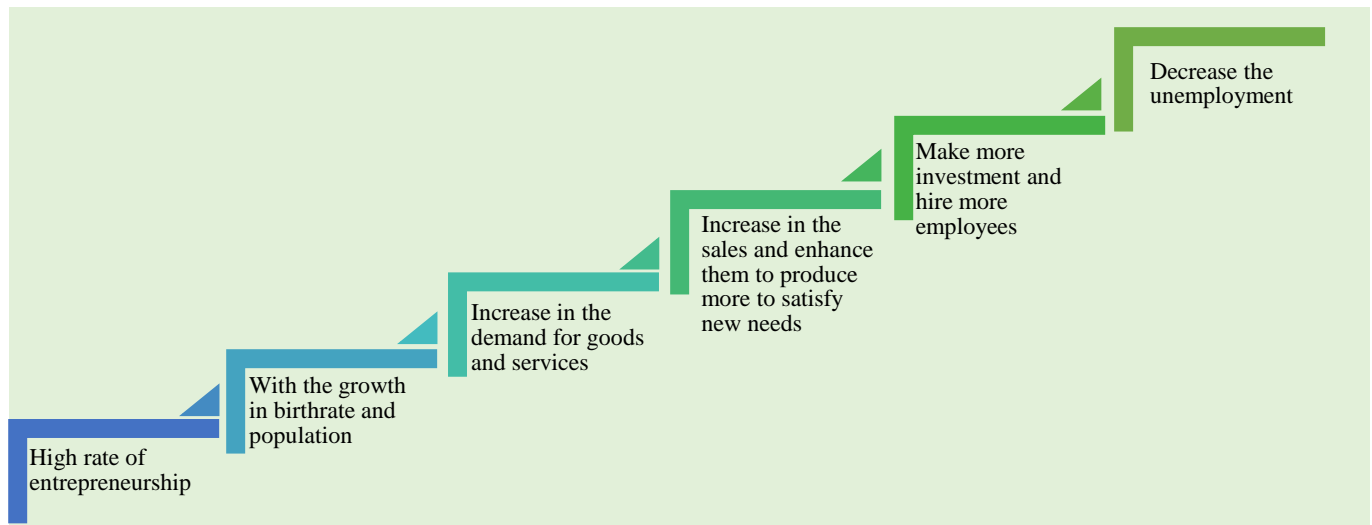 High rate of
entrepreneurship
With the growth
in birthrate and
population
Increase in the
demand for goods
and services
Increase in the
sales and enhance
them to produce
more to satisfy
new needs
Make more
investment and
hire more
employees
Decrease the
unemployment